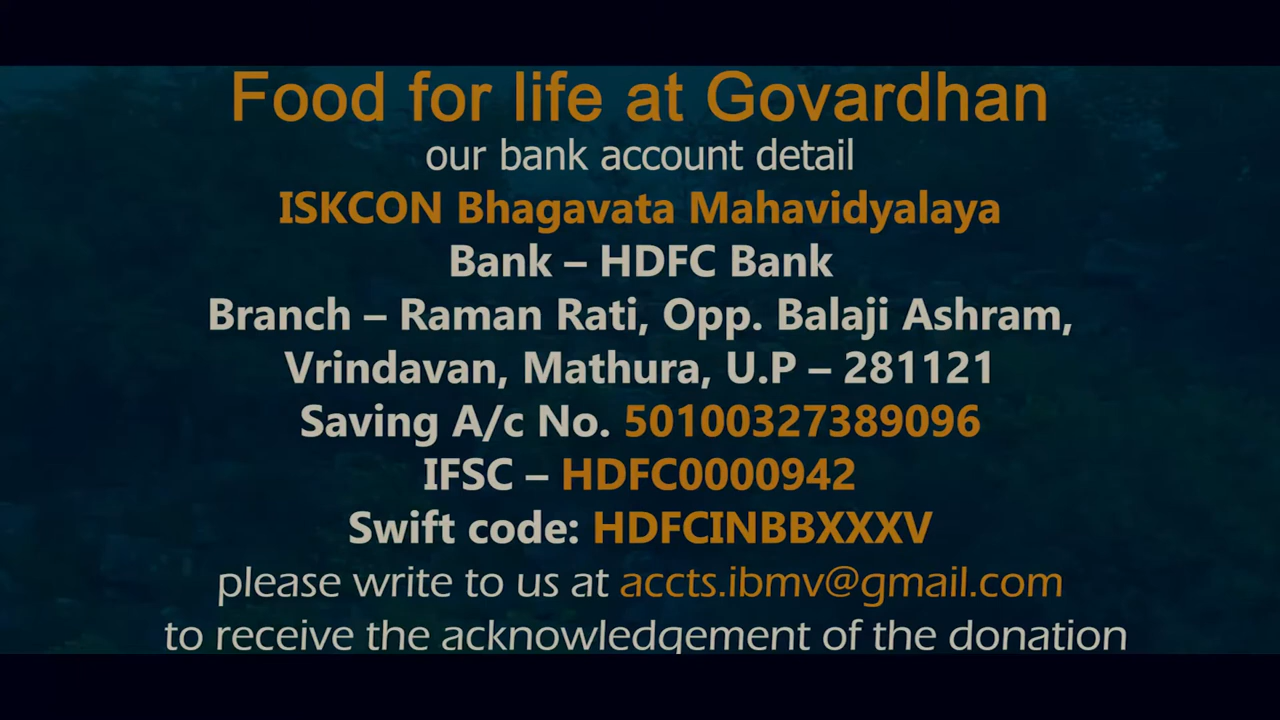 Food for life at Govardhan
our bank account detail
ISKCON Bhagavata Mahavidyalaya
Bank – HDFC Bank
Branch – Raman Rati, Opp. Balaji Ashram,
Vrindavan, Mathura, U.P – 281121
Saving A/c No. 50100327389096
IFSC – HDFC0000942
Swift code: HDFCINBBXXXV
please write to us at accts.ibmv@gmail.com
to receive the acknowledgement of the donation